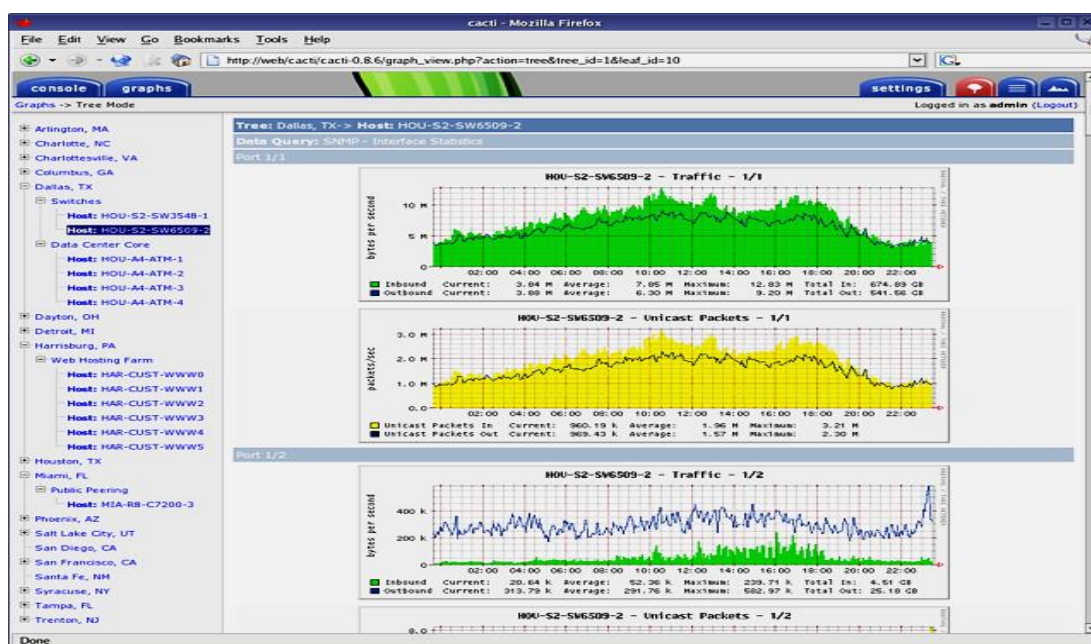 cacti - Mozilla Firefox
File Edit View Go Bookmarks Tools Help
http://web/cacti/cacti-0.8.6/graph_view.php?action=tree&tree_id=1&leaf_id=10
console graphs settings
Graphs -> Tree Mode Logged in as admin (Logout)
Arlington, MA
Charlotte, NC
Charlottesville, VA
Columbus, GA
Dallas, TX
Switches
Host: HOU-S2-SW3548-1
Host: HOU-S2-SW6509-2
Data Center Core
Host: HOU-A4-ATM-1
Host: HOU-A4-ATM-2
Host: HOU-A4-ATM-3
Host: HOU-A4-ATM-4
Dayton, OH
Detroit, MI
Harrisburg, PA
Web Hosting Farm
Host: HAR-CUST-WWW0
Host: HAR-CUST-WWW1
Host: HAR-CUST-WWW2
Host: HAR-CUST-WWW3
Host: HAR-CUST-WWW4
Host: HAR-CUST-WWW5
Houston, TX
Miami, FL
Public Peering
Host: MIA-R8-C7200-3
Phoenix, AZ
Salt Lake City, UT
San Diego, CA
San Francisco, CA
Santa Fe, NM
Syracuse, NY
Tampa, FL
Trenton, NJ
Tree: Dallas, TX-> Host: HOU-S2-SW6509-2
Data Query: SNMP - Interface Statistics
Port 1/1
HOU-S2-SW6509-2 - Traffic - 1/1
bytes per second
10 M
5 M
0
02:00 04:00 06:00 08:00 10:00 12:00 14:00 16:00 18:00 20:00 22:00
Inbound Current: 3.84 M Average: 7.85 M Maximum: 12.83 M Total In: 674.89 GB
Outbound Current: 3.88 M Average: 6.30 M Maximum: 9.20 M Total Out: 541.56 GB
HOU-S2-SW6509-2 - Unicast Packets - 1/1
packets/sec
3.0 M
2.0 M
1.0 M
0.0
02:00 04:00 06:00 08:00 10:00 12:00 14:00 16:00 18:00 20:00 22:00
Unicast Packets In Current: 960.19 k Average: 1.96 M Maximum: 3.21 M
Unicast Packets Out Current: 969.43 k Average: 1.57 M Maximum: 2.30 M
Port 1/2
HOU-S2-SW6509-2 - Traffic - 1/2
bytes per second
400 k
200 k
0
02:00 04:00 06:00 08:00 10:00 12:00 14:00 16:00 18:00 20:00 22:00
Inbound Current: 20.64 k Average: 52.36 k Maximum: 239.71 k Total In: 4.51 GB
Outbound Current: 313.79 k Average: 291.76 k Maximum: 582.97 k Total Out: 25.18 GB
HOU-S2-SW6509-2 - Unicast Packets - 1/2
8.0
Done